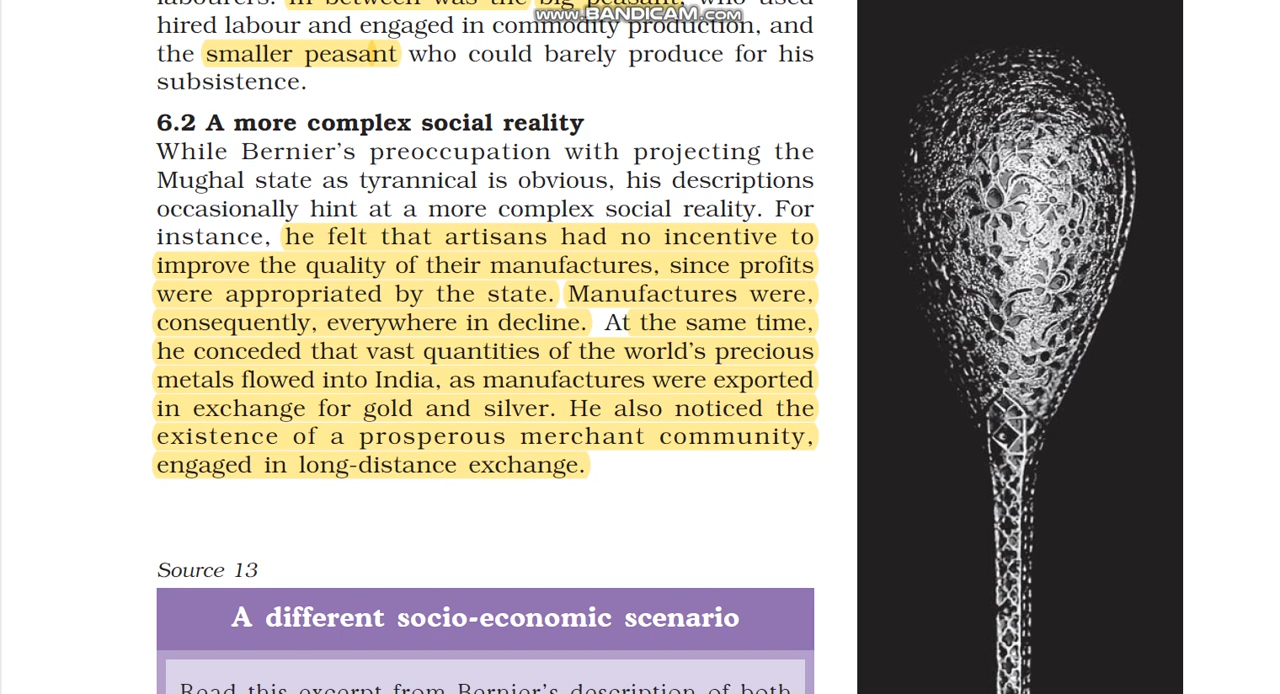 labourers. In between was the big peasant, who used
www.BANDICAM.com
hired labour and engaged in commodity production, and
the smaller peasant who could barely produce for his
subsistence.
6.2 A more complex social reality
While Bernier’s preoccupation with projecting the
Mughal state as tyrannical is obvious, his descriptions
occasionally hint at a more complex social reality. For
instance, he felt that artisans had no incentive to
improve the quality of their manufactures, since profits
were appropriated by the state. Manufactures were,
consequently, everywhere in decline. At the same time,
he conceded that vast quantities of the world’s precious
metals flowed into India, as manufactures were exported
in exchange for gold and silver. He also noticed the
existence of a prosperous merchant community,
engaged in long-distance exchange.
Source 13
A different socio-economic scenario
Read this excerpt from Bernier’s description of both